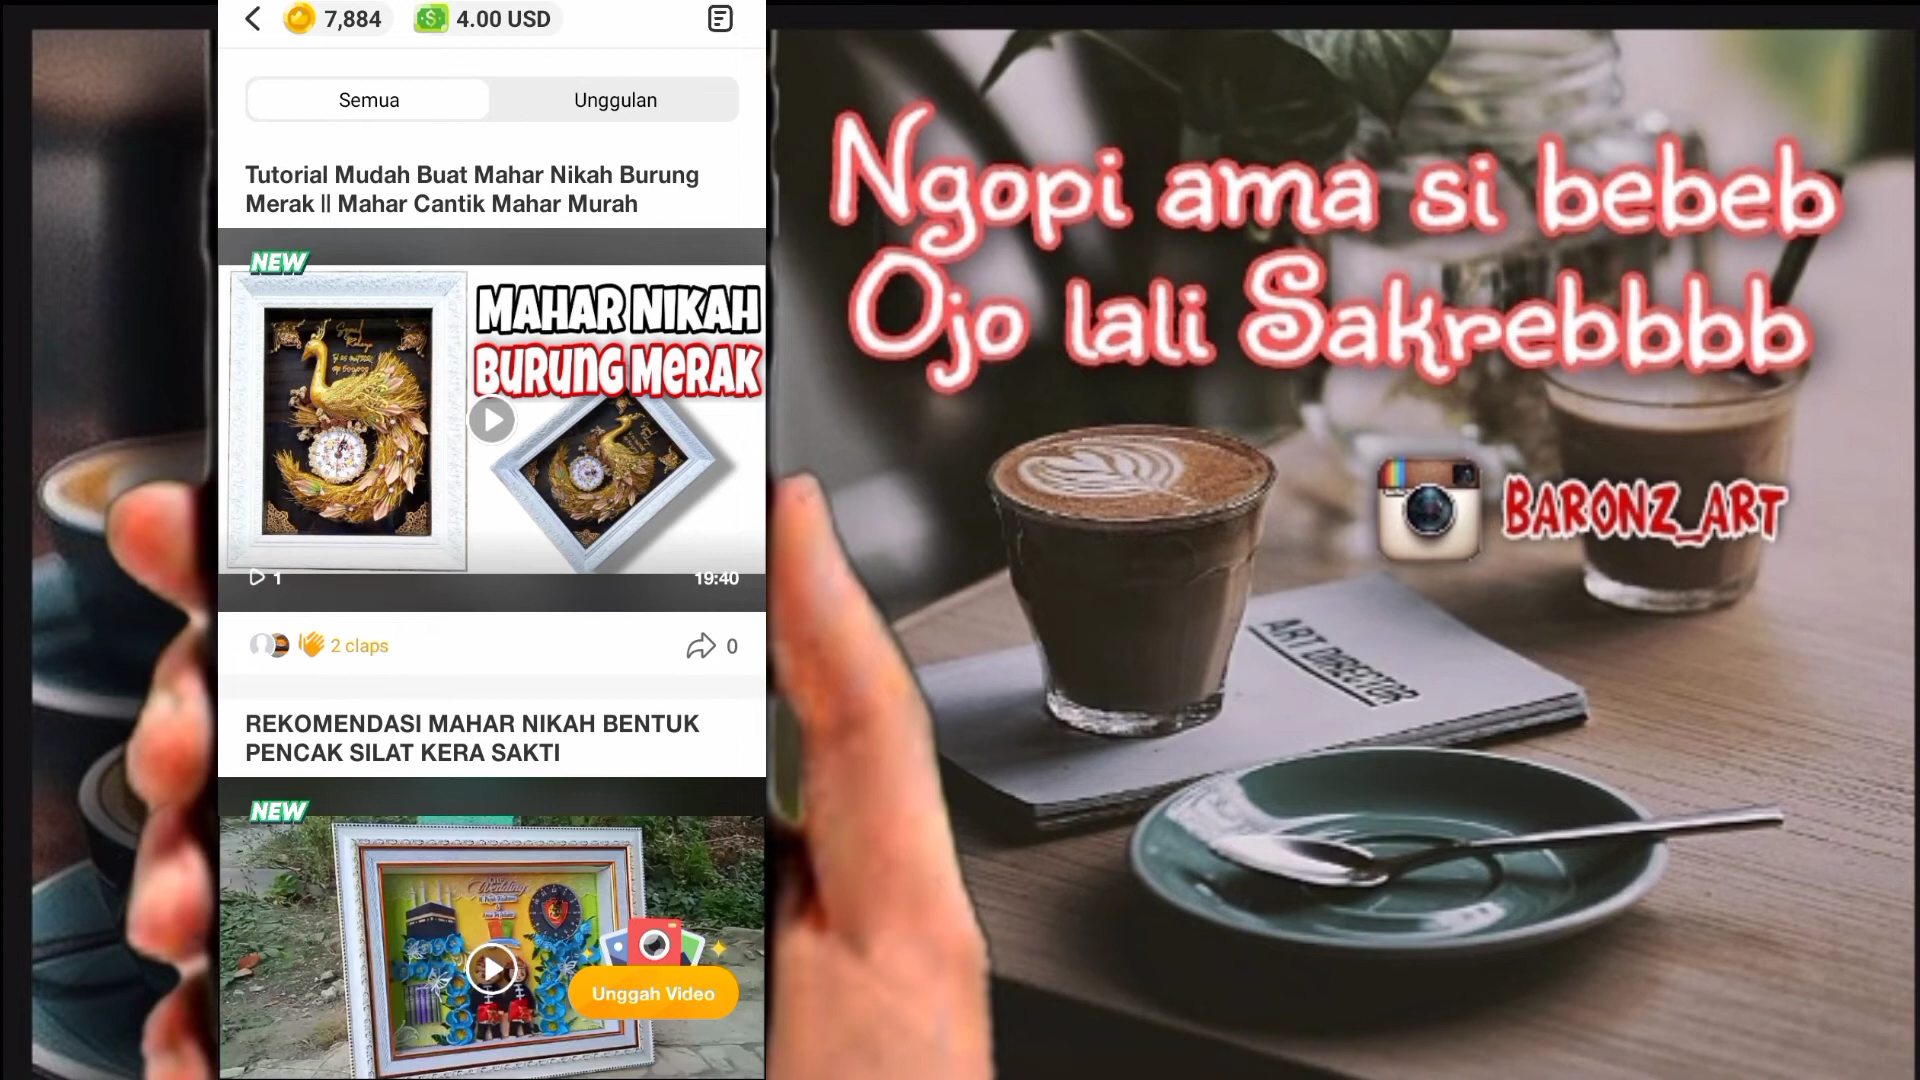 7,884
4.00 USD
Semua
Unggulan
Tutorial Mudah Buat Mahar Nikah Burung
Merak || Mahar Cantik Mahar Murah
NEW
MAHAR NIKAH
BURUNG MERAK
1
19:40
2 claps
0
REKOMENDASI MAHAR NIKAH BENTUK
PENCAK SILAT KERA SAKTI
NEW
Wedding
Unggah Video
Ngopi ama si bebeb
Ojo lali Sakrebbbb
BARONZ_ART
ART DIRECTOR